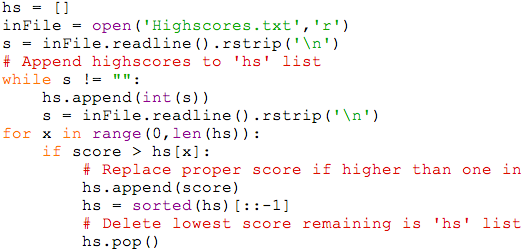 hs = []
inFile = open('Highscores.txt','r')
s = inFile.readline().rstrip('\n')
# Append highscores to 'hs' list
while s != "":
    hs.append(int(s))
    s = inFile.readline().rstrip('\n')
for x in range(0,len(hs)):
    if score > hs[x]:
        # Replace proper score if higher than one in
        hs.append(score)
        hs = sorted(hs)[::-1]
        # Delete lowest score remaining is 'hs' list
        hs.pop()